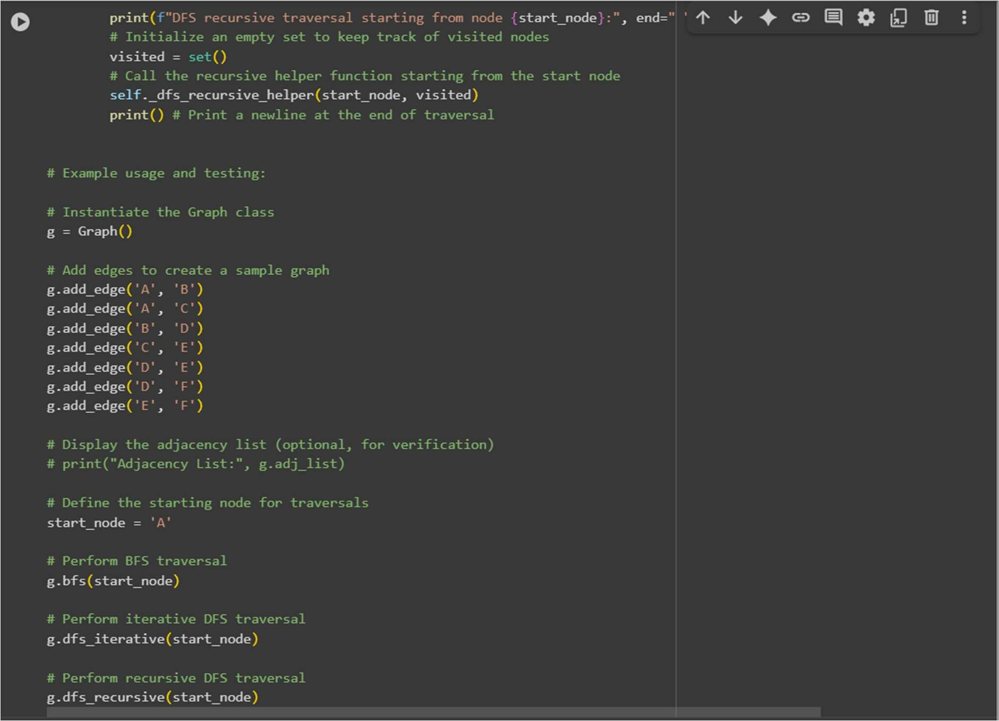 print(f"DFS recursive traversal starting from node {start_node}:", end=" "
# Initialize an empty set to keep track of visited nodes
visited = set()
# Call the recursive helper function starting from the start node
self._dfs_recursive_helper(start_node, visited)
print() # Print a newline at the end of traversal
# Example usage and testing:
# Instantiate the Graph class
g = Graph()
# Add edges to create a sample graph
g.add_edge('A', 'B')
g.add_edge('A', 'C')
g.add_edge('B', 'D')
g.add_edge('C', 'E')
g.add_edge('D', 'E')
g.add_edge('D', 'F')
g.add_edge('E', 'F')
# Display the adjacency list (optional, for verification)
# print("Adjacency List:", g.adj_list)
# Define the starting node for traversals
start_node = 'A'
# Perform BFS traversal
g.bfs(start_node)
# Perform iterative DFS traversal
g.dfs_iterative(start_node)
# Perform recursive DFS traversal
g.dfs_recursive(start_node)